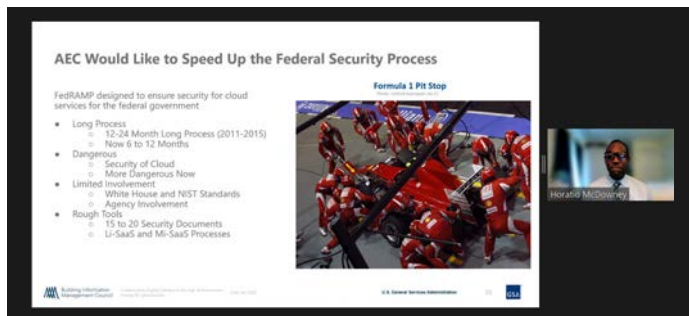 AEC Would Like to Speed Up the Federal Security Process
FedRAMP designed to ensure security for cloud
services for the federal government
● Long Process
○ 12-24 Month Long Process (2011-2015)
○ Now 6 to 12 Months
● Dangerous
○ Security of Cloud
○ More Dangerous Now
● Limited Involvement
○ White House and NIST Standards
○ Agency Involvement
● Rough Tools
○ 15 to 20 Security Documents
○ Li-SaaS and Mi-SaaS Processes
Formula 1 Pit Stop
Horatio McDowney
Building Information
Management Council
U.S. General Services Administration
GSA